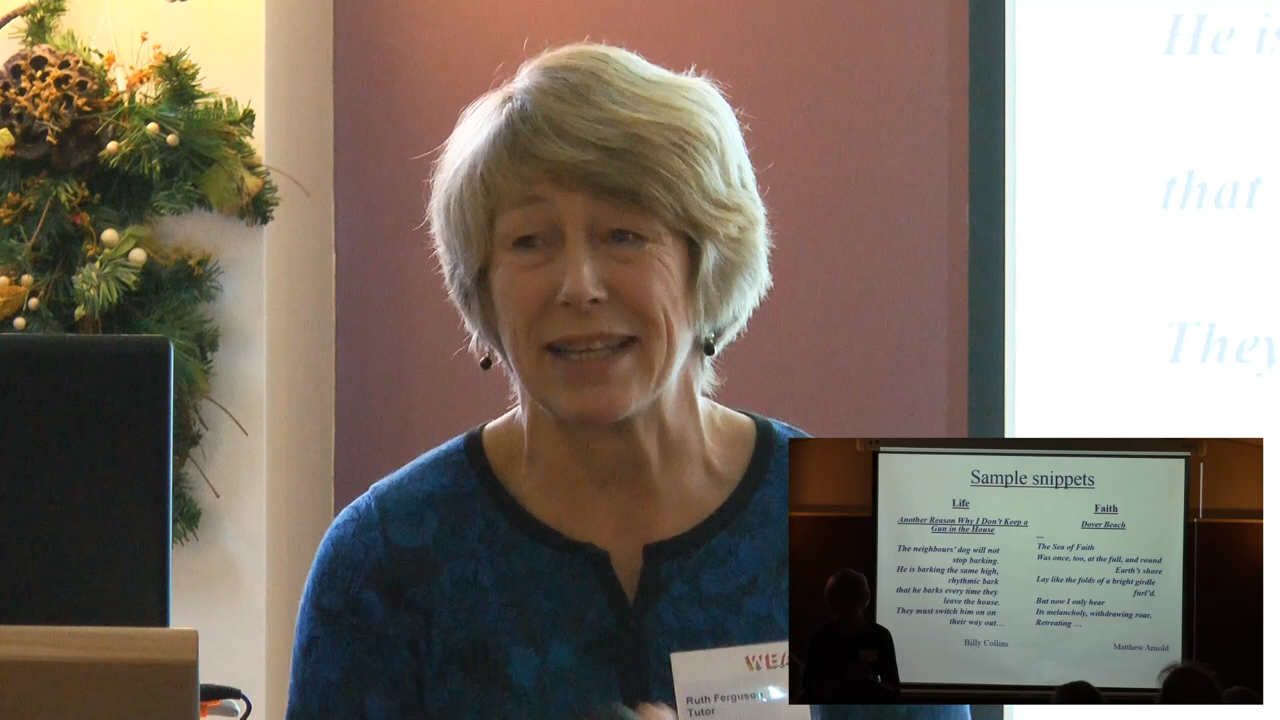 He is
that
They
WEA
Ruth Ferguson
Tutor
Sample snippets
Life
Another Reason Why I Don't Keep a
Gun in the House
The neighbours' dog will not
stop barking.
He is barking the same high,
rhythmic bark
that he barks every time they
leave the house.
They must switch him on on
their way out…
Billy Collins
Faith
Dover Beach
...
The Sea of Faith
Was once, too, at the full, and round
Earth's shore
Lay like the folds of a bright girdle
furl'd.
But now I only hear
Its melancholy, withdrawing roar,
Retreating …
Matthew Arnold